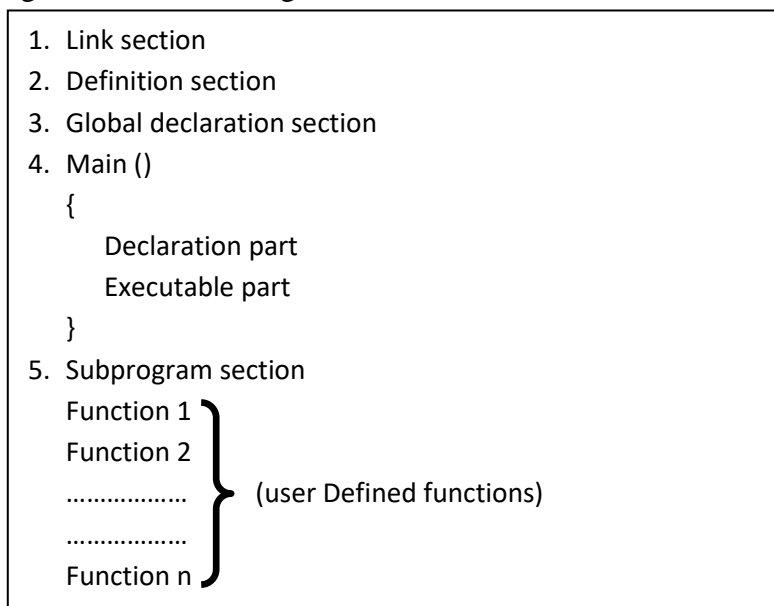 1. Link section
2. Definition section
3. Global declaration section
4. Main ()
{
Declaration part
Executable part
}
5. Subprogram section
Function 1
Function 2
……………… (user Defined functions)
………………
Function n